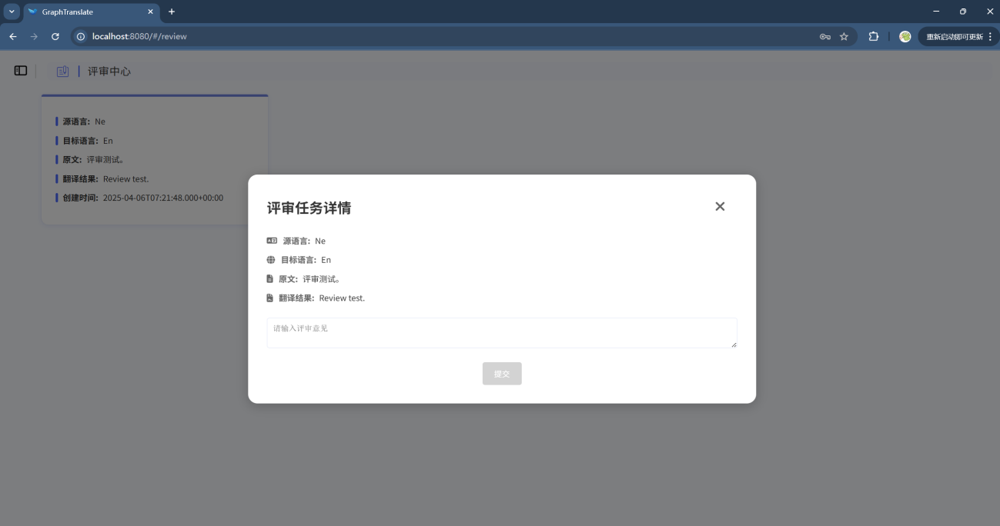 GraphTranslate
localhost:8080/#/review
重新启动即可更新
评审中心
源语言: Ne
目标语言: En
原文: 评审测试。
翻译结果: Review test.
创建时间: 2025-04-06T07:21:48.000+00:00
评审任务详情
源语言: Ne
目标语言: En
原文: 评审测试。
翻译结果: Review test.
请输入评审意见
提交